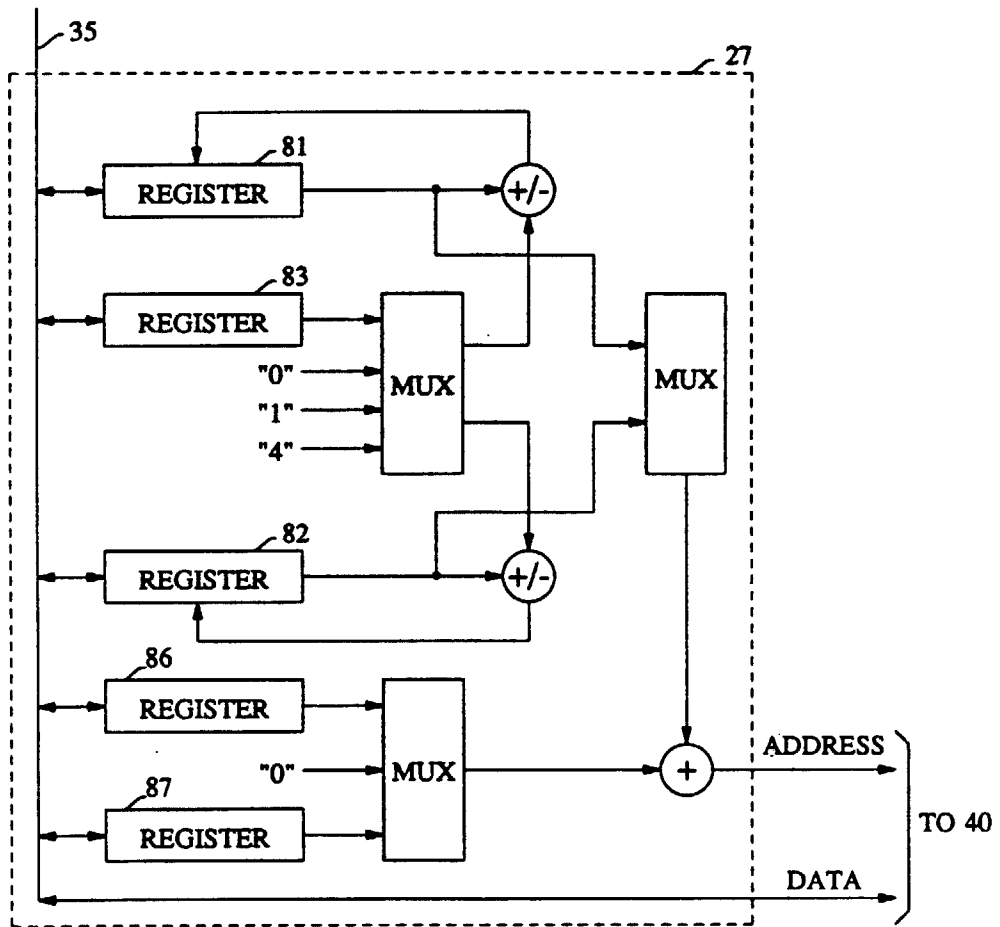 35
27
81
REGISTER
+/-
83
REGISTER
"0"
"1"
"4"
MUX
MUX
82
REGISTER
+/-
86
REGISTER
"0"
MUX
+
ADDRESS
87
REGISTER
TO 40
DATA